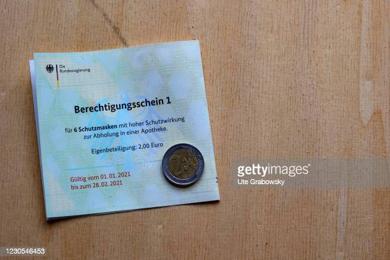 Die
Bundesregierung
Berechtigungsschein 1
für 6 Schutzmasken mit hoher Schutzwirkung
zur Abholung in einer Apotheke.
Eigenbeteiligung: 2,00 Euro
Gültig vom 01.01.2021
bis zum 28.02.2021
gettyimages®
Ute Grabowsky
1230546453